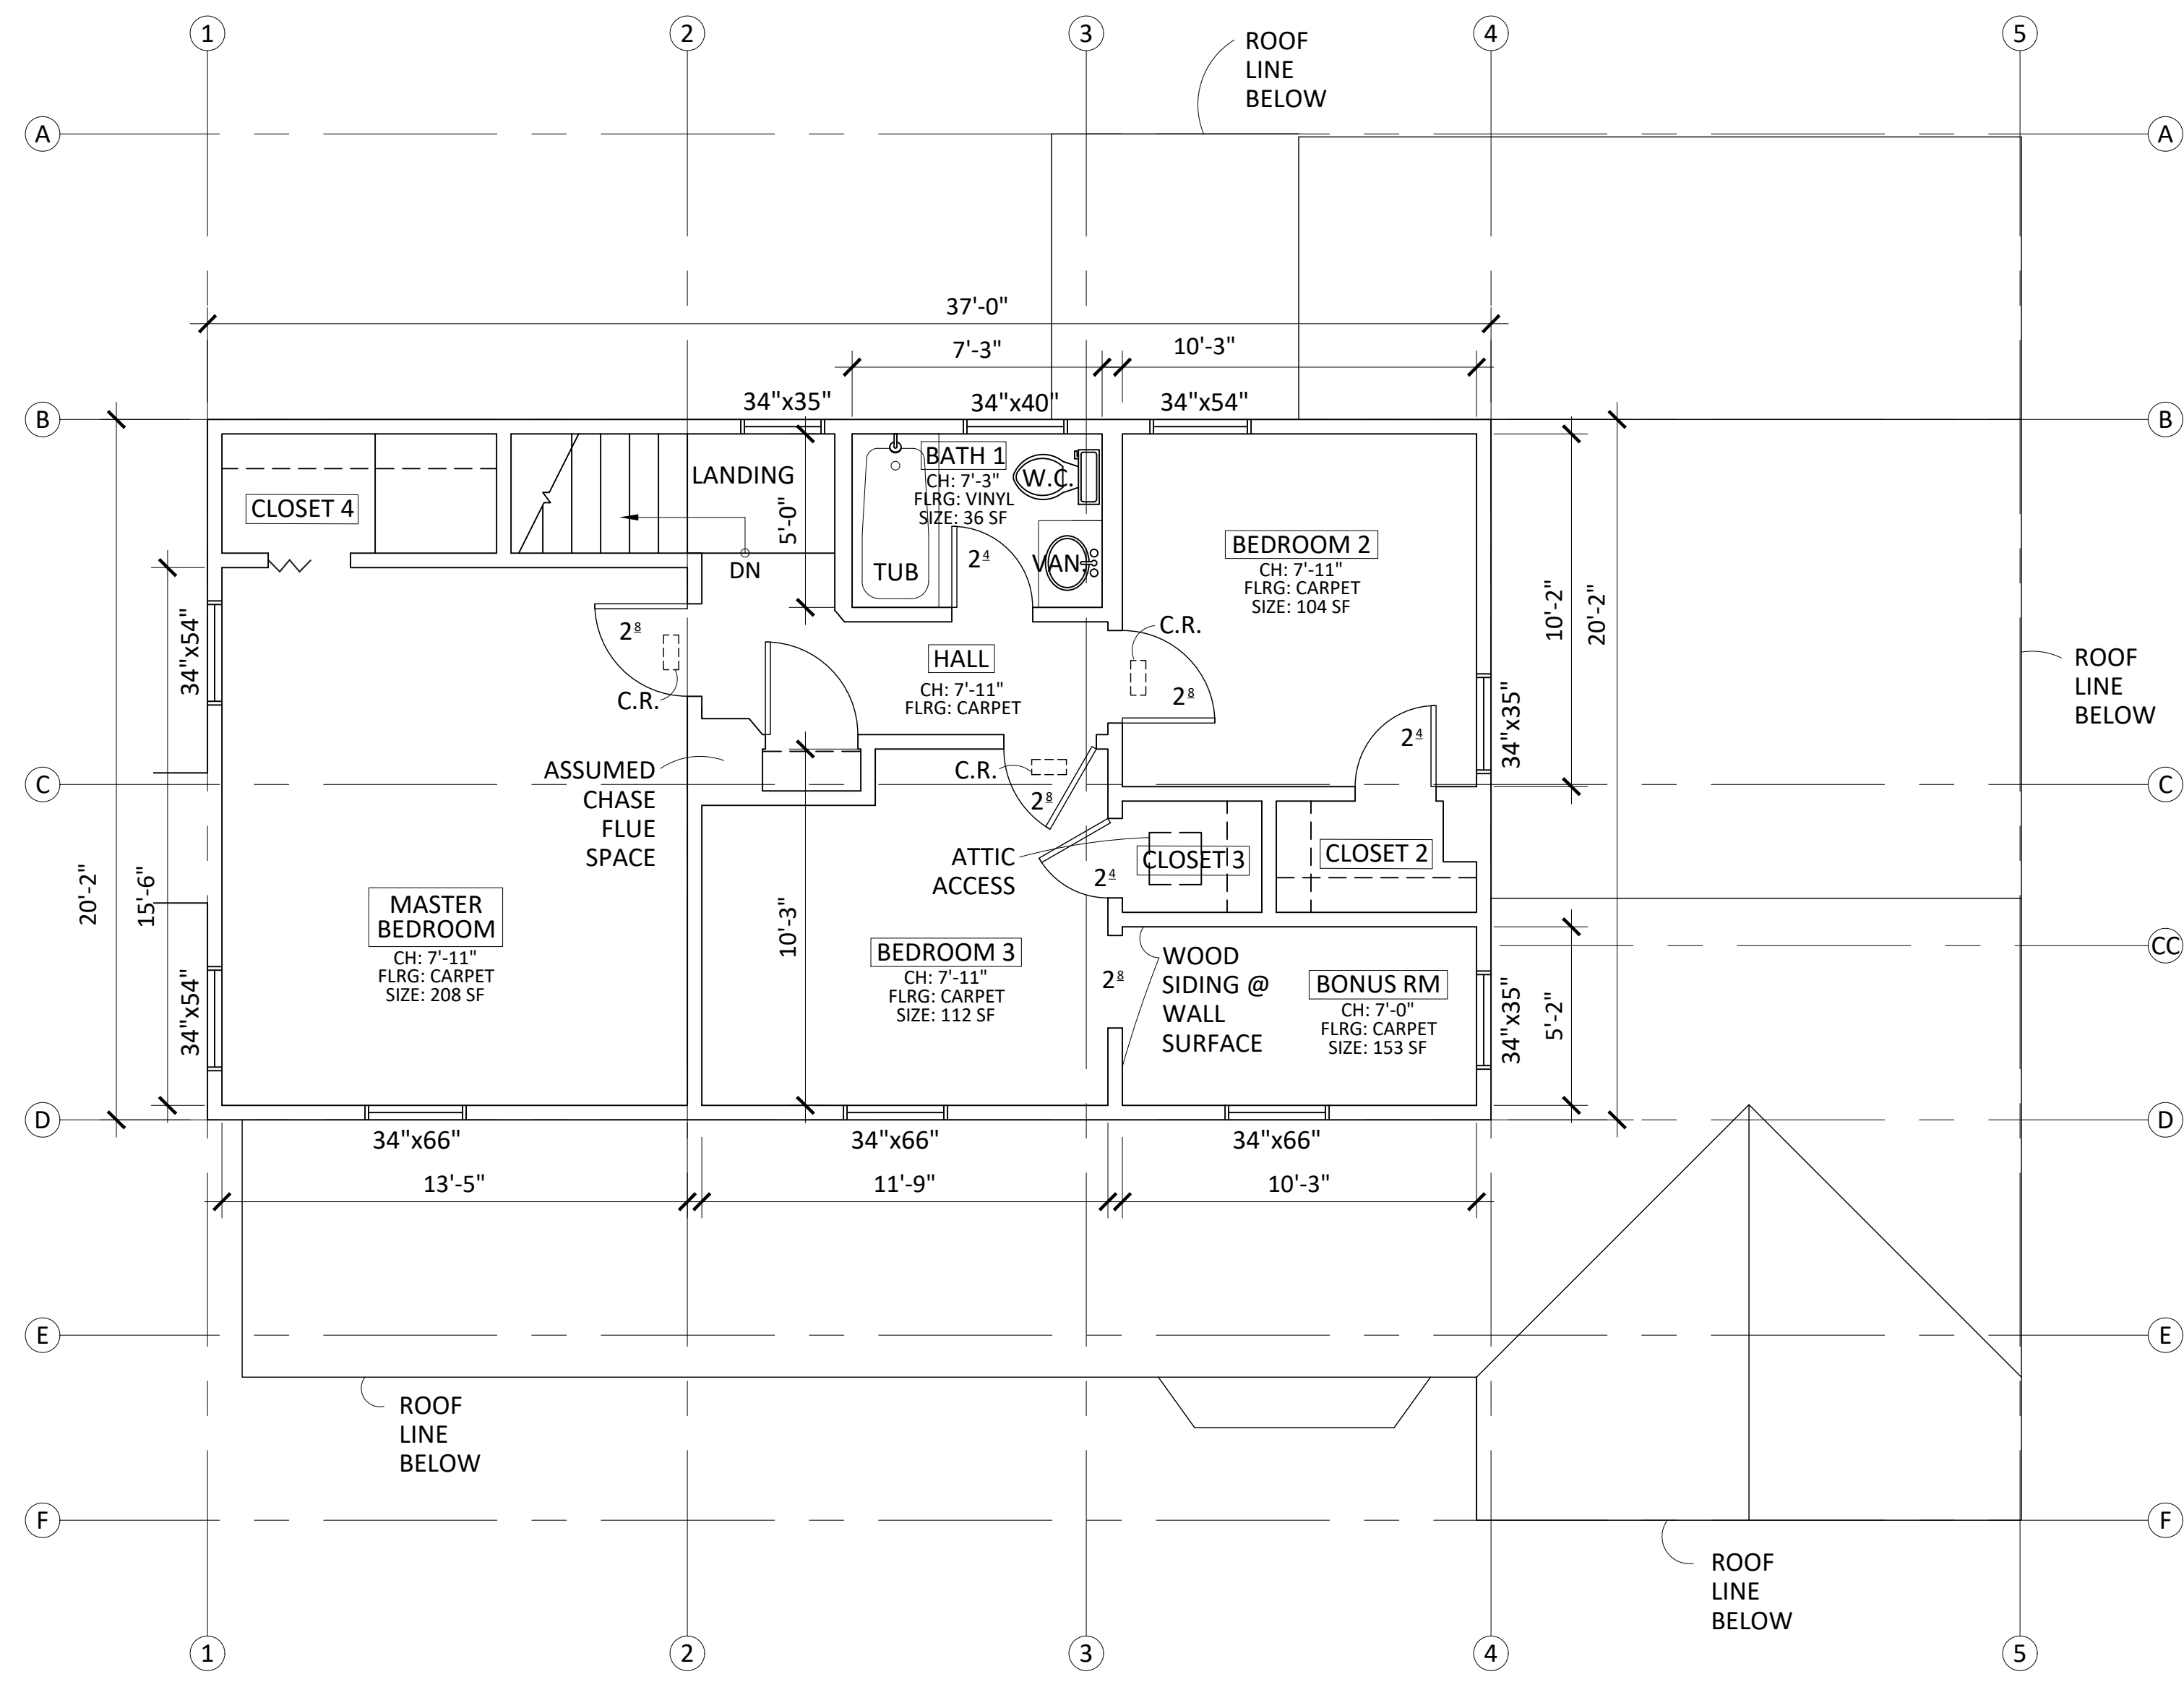 1
2
3
4
5
ROOF
LINE
BELOW
A
A
37'-0"
7'-3"
10'-3"
B
B
34"x35"
34"x40"
34"x54"
LANDING
BATH 1
CH: 7'-3"
FLRG: VINYL
SIZE: 36 SF
W.C.
CLOSET 4
5'-0"
2⁴
VAN.
TUB
DN
BEDROOM 2
CH: 7'-11"
FLRG: CARPET
SIZE: 104 SF
10'-2"
20'-2"
34"x54"
2⁸
C.R.
HALL
CH: 7'-11"
FLRG: CARPET
C.R.
2⁸
ROOF
LINE
BELOW
34"x35"
2⁴
C
C
ASSUMED
CHASE
FLUE
SPACE
C.R.
2⁸
ATTIC
ACCESS
2⁴
CLOSET 3
CLOSET 2
20'-2"
15'-6"
MASTER
BEDROOM
CH: 7'-11"
FLRG: CARPET
SIZE: 208 SF
10'-3"
BEDROOM 3
CH: 7'-11"
FLRG: CARPET
SIZE: 112 SF
2⁸
WOOD
SIDING @
WALL
SURFACE
BONUS RM
CH: 7'-0"
FLRG: CARPET
SIZE: 153 SF
34"x35"
5'-2"
CC
34"x54"
D
D
34"x66"
34"x66"
34"x66"
13'-5"
11'-9"
10'-3"
E
E
ROOF
LINE
BELOW
F
F
ROOF
LINE
BELOW
1
2
3
4
5